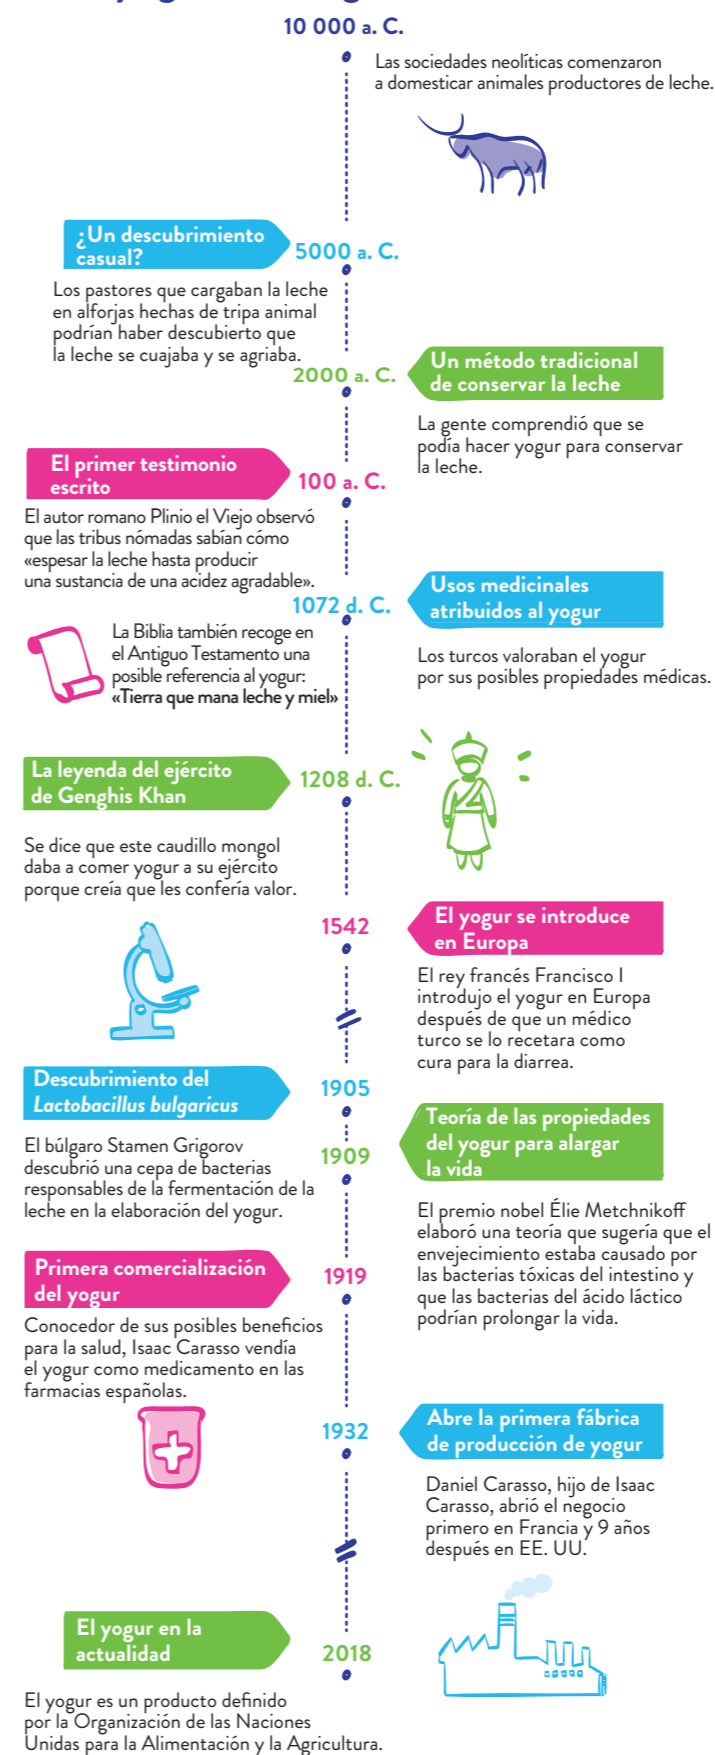 10 000 a. C.
Las sociedades neolíticas comenzaron
a domesticar animales productores de leche.
¿Un descubrimiento
casual?
5000 a. C.
Los pastores que cargaban la leche
en alforjas hechas de tripa animal
podrían haber descubierto que
la leche se cuajaba y se agriaba.
2000 a. C.
Un método tradicional
de conservar la leche
La gente comprendió que se
podía hacer yogur para conservar
la leche.
El primer testimonio
escrito
100 a. C.
El autor romano Plinio el Viejo observó
que las tribus nómadas sabían cómo
«espesar la leche hasta producir
una sustancia de una acidez agradable».
1072 d. C.
Usos medicinales
atribuidos al yogur
Los turcos valoraban el yogur
por sus posibles propiedades médicas.
La Biblia también recoge en
el Antiguo Testamento una
posible referencia al yogur:
«Tierra que mana leche y miel»
La leyenda del ejército
de Genghis Khan
1208 d. C.
Se dice que este caudillo mongol
daba a comer yogur a su ejército
porque creía que les confería valor.
1542
El yogur se introduce
en Europa
El rey francés Francisco I
introdujo el yogur en Europa
después de que un médico
turco se lo recetara como
cura para la diarrea.
Descubrimiento del
Lactobacillus bulgaricus
1905
El búlgaro Stamen Grigorov
descubrió una cepa de bacterias
responsables de la fermentación de la
leche en la elaboración del yogur.
1909
Teoría de las propiedades
del yogur para alargar
la vida
El premio nobel Élie Metchnikoff
elaboró una teoría que sugería que el
envejecimiento estaba causado por
las bacterias tóxicas del intestino y
que las bacterias del ácido láctico
podrían prolongar la vida.
Primera comercialización
del yogur
1919
Conocedor de sus posibles beneficios
para la salud, Isaac Carasso vendía
el yogur como medicamento en las
farmacias españolas.
1932
Abre la primera fábrica
de producción de yogur
Daniel Carasso, hijo de Isaac
Carasso, abrió el negocio
primero en Francia y 9 años
después en EE. UU.
El yogur en la
actualidad
2018
El yogur es un producto definido
por la Organización de las Naciones
Unidas para la Alimentación y la Agricultura.